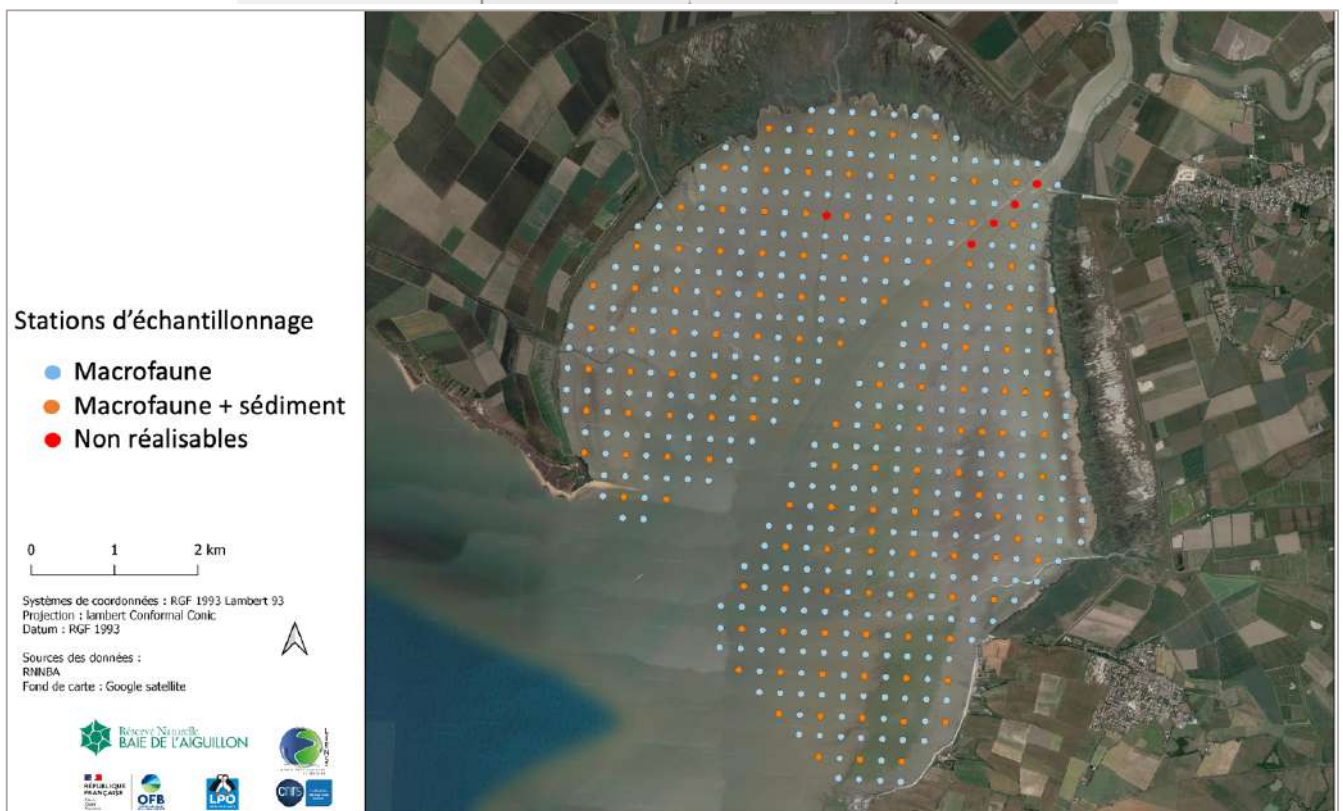 Stations d'échantillonnage
Macrofaune
Macrofaune + sédiment
Non réalisables
0 1 2 km
Systèmes de coordonnées : RGF 1993 Lambert 93
Projection : lambert Conformal Conic
Datum : RGF 1993
Sources des données :
RNNBA
Fond de carte : Google satellite
Réserve Naturelle
BAIE DE L'AIGUILLON
LIENSs
RÉPUBLIQUE
FRANÇAISE
OFB
LPO
cnrs